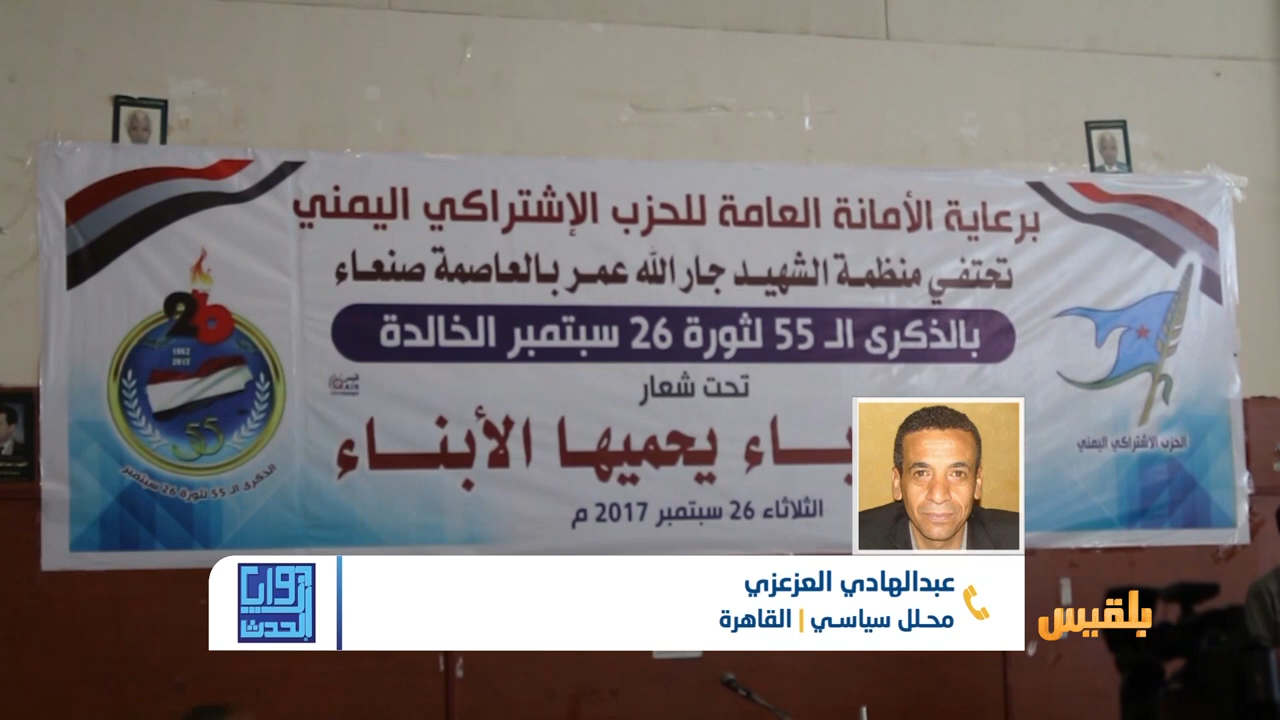 برعاية الأمانة العامة للحزب الإشتراكي اليمني
تحتفي منظمة الشهيد جار الله عمر بالعاصمة صنعاء
بالذكرى الـ 55 لثورة 26 سبتمبر الخالدة
تحت شعار
يحميها الأبناء
الثلاثاء 26 سبتمبر 2017 م
26
1962
2017
55
الذكرى الـ 55 لثورة 26 سبتمبر
الحزب الاشتراكي اليمني
عبدالهادي العزعزي
محلل سياسي | القاهرة
زوايا
الحدث
بلقيس